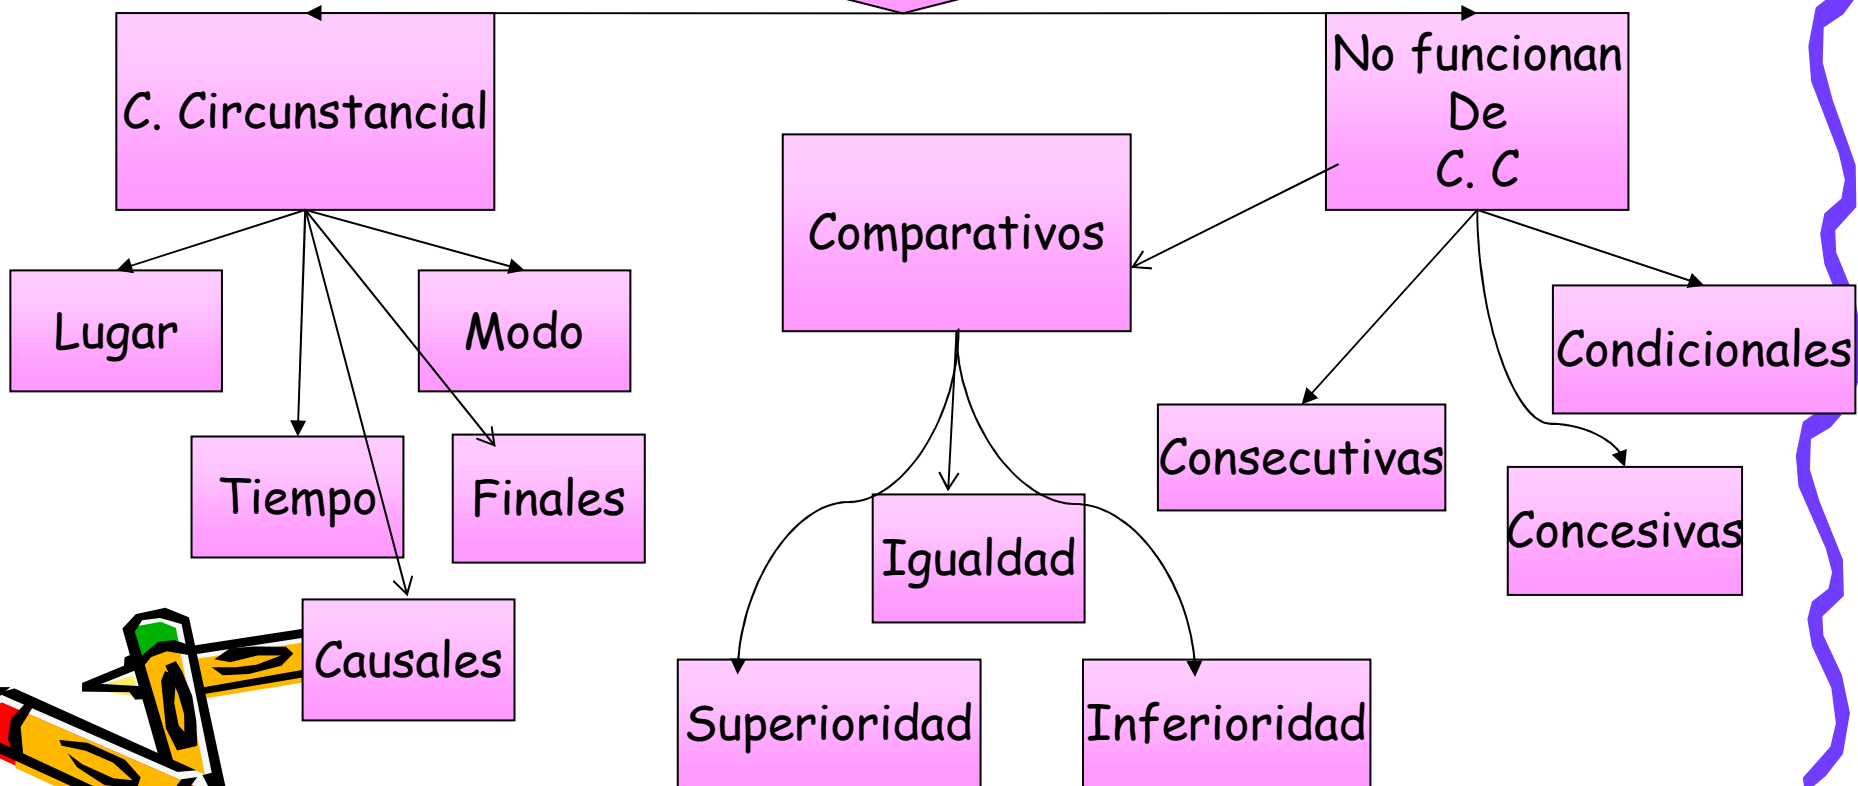 C. Circunstancial
No funcionan
De
C. C
Comparativos
Lugar
Modo
Condicionales
Consecutivas
Tiempo
Finales
Concesivas
Igualdad
Causales
Superioridad
Inferioridad